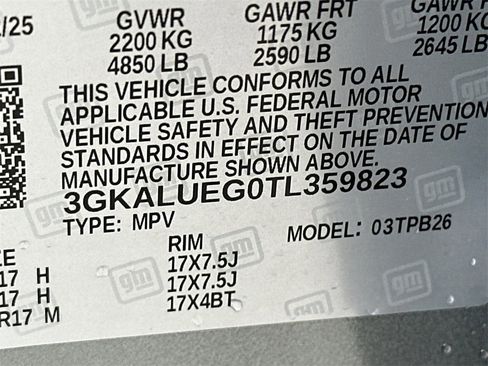 /25 GVWR GAWR FRT GAWR
2200 KG 1175 KG 1200 KG
4850 LB 2590 LB 2645 LB
THIS VEHICLE CONFORMS TO ALL
APPLICABLE U.S. FEDERAL MOTOR
VEHICLE SAFETY AND THEFT PREVENTION
STANDARDS IN EFFECT ON THE DATE OF
MANUFACTURE SHOWN ABOVE.
3GKALUEG0TL359823
TYPE: MPV MODEL: 03TPB26
ZE RIM
17 H 17X7.5J
17 H 17X7.5J
R17 M 17X4BT
gm